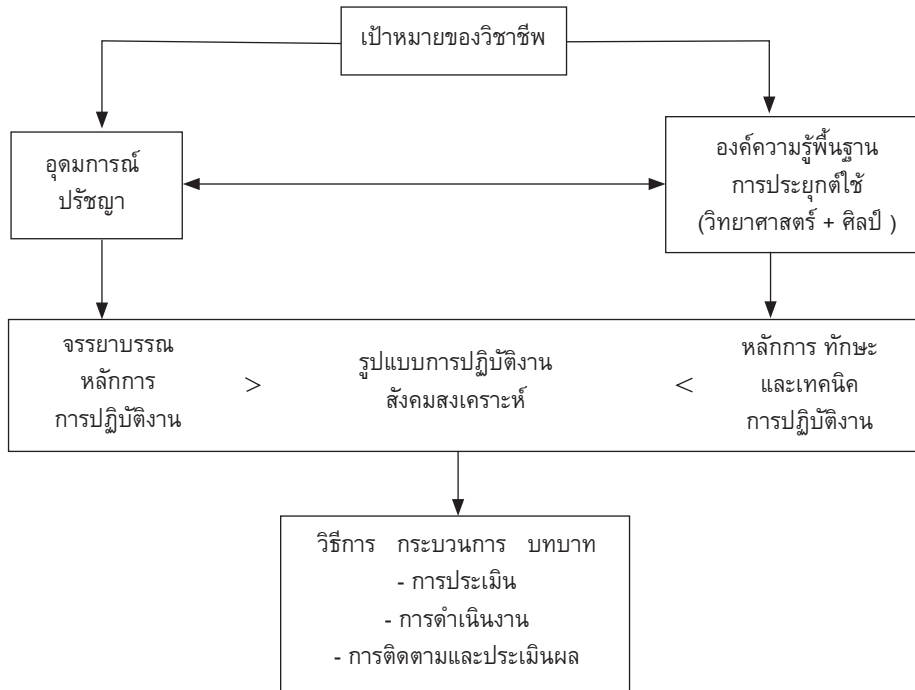 เป้าหมายของวิชาชีพ
อุดมการณ์
ปรัชญา
องค์ความรู้พื้นฐาน
การประยุกต์ใช้
(วิทยาศาสตร์ + ศิลป์ )
จรรยาบรรณ
หลักการ
การปฏิบัติงาน
>
รูปแบบการปฏิบัติงาน
สังคมสงเคราะห์
<
หลักการ ทักษะ
และเทคนิค
การปฏิบัติงาน
วิธีการ กระบวนการ บทบาท
- การประเมิน
- การดำเนินงาน
- การติดตามและประเมินผล